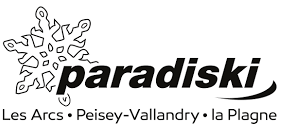 paradiski
Les Arcs • Peisey-Vallandry • la Plagne